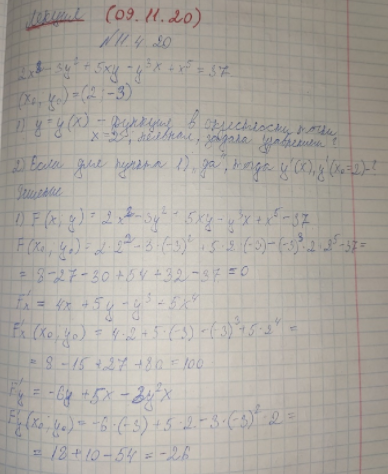 Лекция (09.11.20)
N11.4.20
2x² - 3y² + 5xy - y³x + x⁵ = 37
(x₀, y₀) = (2; -3)
1) y = y(x) - функция в окрестности точки
x = 2, неявная, задана уравнением?
2) Если для пункта 1), да, тогда y'(x), y'(x₀=2) - ?
Решение
1) F(x, y) = 2x² - 3y² + 5xy - y³x + x⁵ - 37
F(x₀, y₀) = 2·2² - 3·(-3)² + 5·2·(-3) - (-3)³·2 + 2⁵ - 37 =
= 8 - 27 - 30 + 54 + 32 - 37 = 0
F'x = 4x + 5y - y³ + 5x⁴
F'x (x₀, y₀) = 4·2 + 5·(-3) - (-3)³ + 5·2⁴ =
= 8 - 15 + 27 + 80 = 100
F'y = -6y + 5x - 3y²x
F'y (x₀; y₀) = -6·(-3) + 5·2 - 3·(-3)²·2 =
= 18 + 10 - 54 = -26